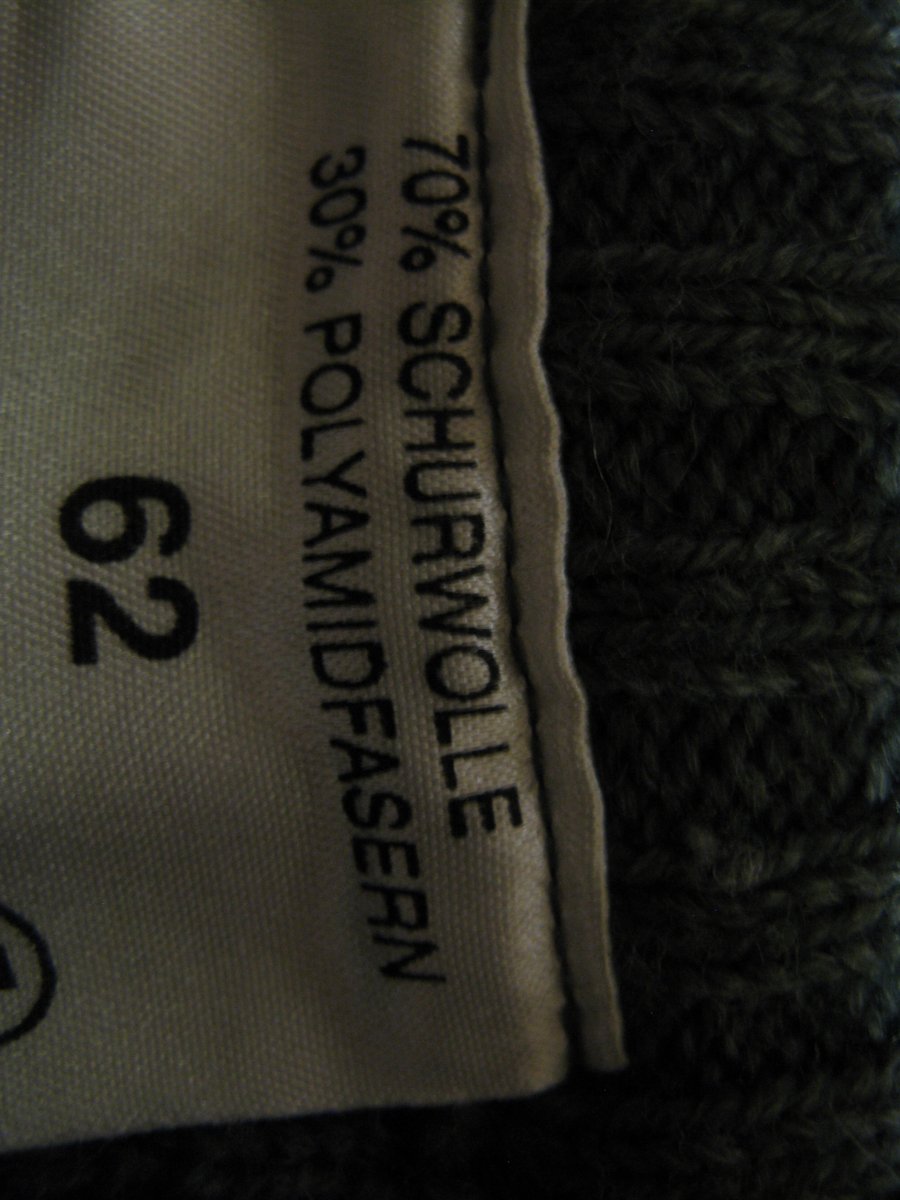 70% SCHURWOLLE
30% POLYAMIDFASERN
62